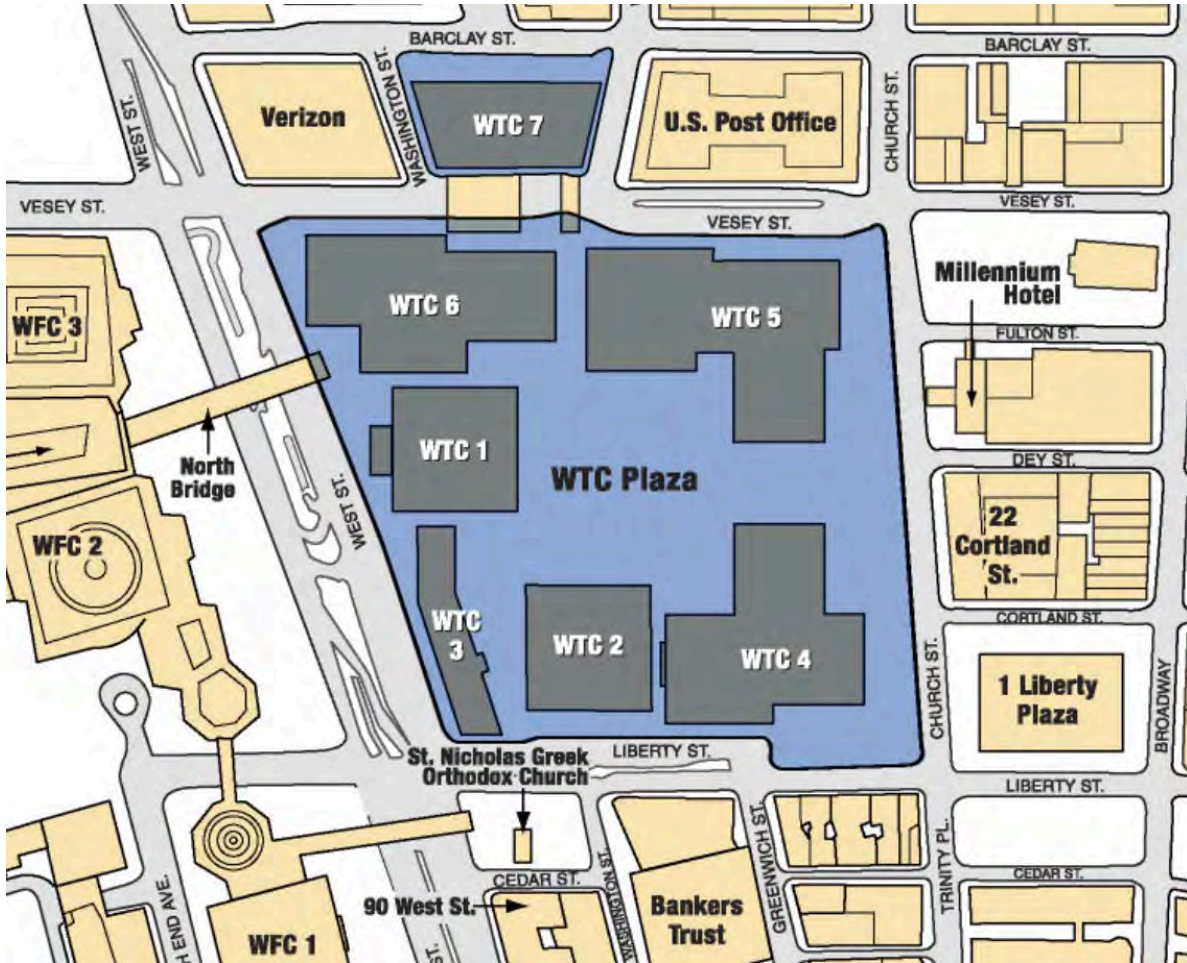 BARCLAY ST.
BARCLAY ST.
WEST ST.
Verizon
WASHINGTON ST.
WTC 7
U.S. Post Office
CHURCH ST.
VESEY ST.
VESEY ST.
VESEY ST.
WTC 6
WTC 5
Millennium
Hotel
WFC 3
FULTON ST.
North
Bridge
WTC 1
WTC Plaza
DEY ST.
WEST ST.
WFC 2
22
Cortland
St.
WTC
3
WTC 2
WTC 4
CORTLAND ST.
CHURCH ST.
1 Liberty
Plaza
BROADWAY
LIBERTY ST.
St. Nicholas Greek
Orthodox Church
LIBERTY ST.
GREENWICH ST.
TRINITY PL.
CEDAR ST.
CEDAR ST.
WASHINGTON ST.
90 West St.
Bankers
Trust
H END AVE.
WFC 1
ST.